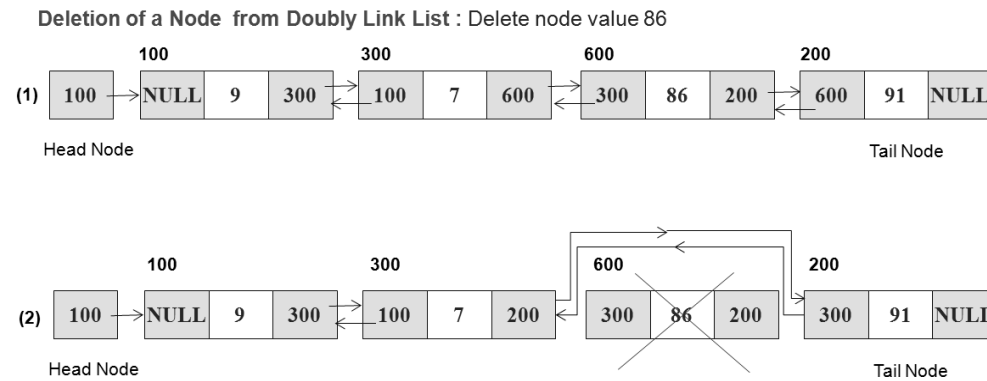 Deletion of a Node from Doubly Link List : Delete node value 86
100 300 600 200
(1) 100 NULL 9 300 100 7 600 300 86 200 600 91 NULL
Head Node Tail Node
100 300 600 200
(2) 100 NULL 9 300 100 7 200 300 86 200 300 91 NULL
Head Node Tail Node